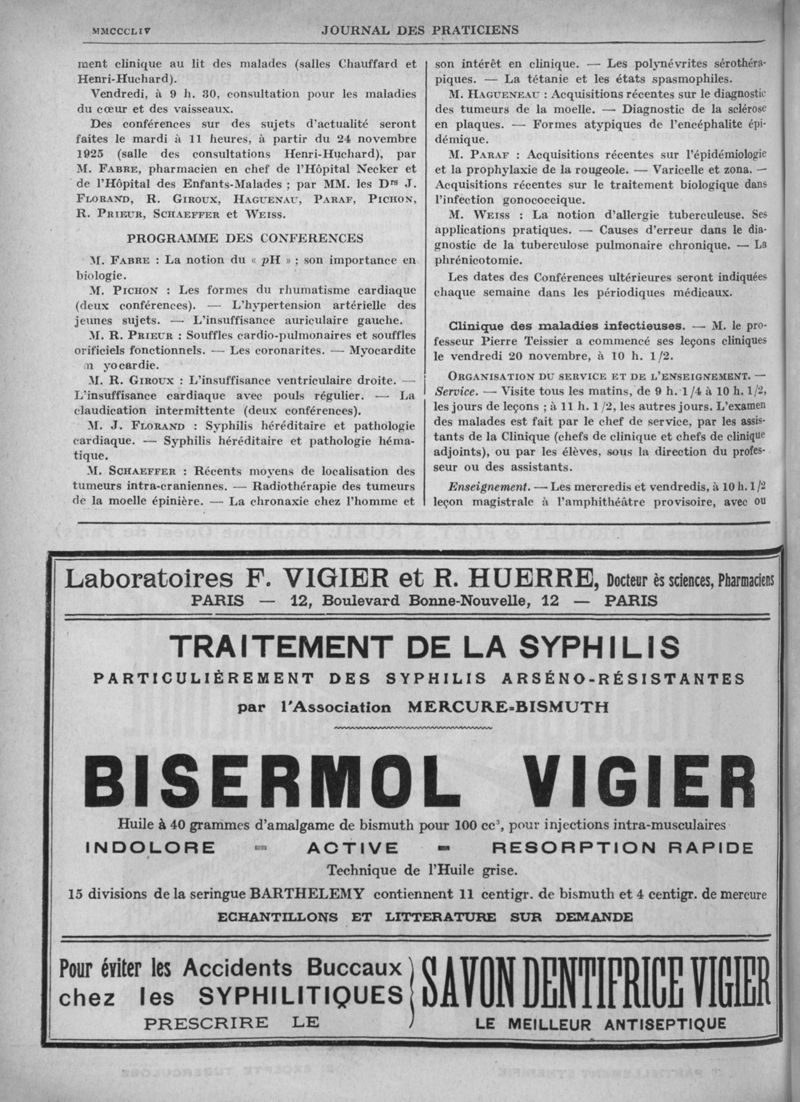 MMCCCLIV
JOURNAL DES PRATICIENS
ment clinique au lit des malades (salles Chauffard et
Henri-Huchard).
Vendredi, à 9 h. 30, consultation pour les maladies
du cœur et des vaisseaux.
Des conférences sur des sujets d'actualité seront
faites le mardi à 11 heures, à partir du 24 novembre
1925 (salle des consultations Henri-Huchard), par
M. FABRE, pharmacien en chef de l'Hôpital Necker et
de l'Hôpital des Enfants-Malades ; par MM. les Drs J.
FLORAND, R. GIROUX, HAGUENAU, PARAF, PICHON,
R. PRIEUR, SCHAEFFER et WEISS.
PROGRAMME DES CONFERENCES
M. FABRE : La notion du « pH » ; son importance en
biologie.
M. PICHON : Les formes du rhumatisme cardiaque
(deux conférences). — L'hypertension artérielle des
jeunes sujets. — L'insuffisance auriculaire gauche.
M. R. PRIEUR : Souffles cardio-pulmonaires et souffles
orificiels fonctionnels. — Les coronarites. — Myocardite
n yocardie.
M. R. GIROUX : L'insuffisance ventriculaire droite. —
L'insuffisance cardiaque avec pouls régulier. — La
claudication intermittente (deux conférences).
M. J. FLORAND : Syphilis héréditaire et pathologie
cardiaque. — Syphilis héréditaire et pathologie héma-
tique.
M. SCHAEFFER : Récents moyens de localisation des
tumeurs intra-craniennes. — Radiothérapie des tumeurs
de la moelle épinière. — La chronaxie chez l'homme et
son intérêt en clinique. — Les polynévrites sérothéra-
piques. — La tétanie et les états spasmophiles.
M. HAGUENEAU : Acquisitions récentes sur le diagnostic
des tumeurs de la moelle. — Diagnostic de la sclérose
en plaques. — Formes atypiques de l'encéphalite épi-
démique.
M. PARAF : Acquisitions récentes sur l'épidémiologie
et la prophylaxie de la rougeole. — Varicelle et zona. —
Acquisitions récentes sur le traitement biologique dans
l'infection gonococcique.
M. WEISS : La notion d'allergie tuberculeuse. Ses
applications pratiques. — Causes d'erreur dans le dia-
gnostic de la tuberculose pulmonaire chronique. — La
phrénicotomie.
Les dates des Conférences ultérieures seront indiquées
chaque semaine dans les périodiques médicaux.
Clinique des maladies infectieuses. — M. le pro-
fesseur Pierre Teissier a commencé ses leçons cliniques
le vendredi 20 novembre, à 10 h. 1/2.
ORGANISATION DU SERVICE ET DE L'ENSEIGNEMENT. —
Service. — Visite tous les matins, de 9 h. 1/4 à 10 h. 1/2,
les jours de leçons ; à 11 h. 1/2, les autres jours. L'examen
des malades est fait par le chef de service, par les assis-
tants de la Clinique (chefs de clinique et chefs de clinique
adjoints), ou par les élèves, sous la direction du profes-
seur ou des assistants.
Enseignement. — Les mercredis et vendredis, à 10 h. 1/2
leçon magistrale à l'amphithéâtre provisoire, avec ou
Laboratoires F. VIGIER et R. HUERRE, Docteur ès sciences, Pharmaciens
PARIS — 12, Boulevard Bonne-Nouvelle, 12 — PARIS
TRAITEMENT DE LA SYPHILIS
PARTICULIÈREMENT DES SYPHILIS ARSÉNO-RÉSISTANTES
par l'Association MERCURE-BISMUTH
BISERMOL VIGIER
Huile à 40 grammes d'amalgame de bismuth pour 100 cc³, pour injections intra-musculaires
INDOLORE = ACTIVE = RESORPTION RAPIDE
Technique de l'Huile grise.
15 divisions de la seringue BARTHELEMY contiennent 11 centigr. de bismuth et 4 centigr. de mercure
ECHANTILLONS ET LITTERATURE SUR DEMANDE
Pour éviter les Accidents Buccaux
chez les SYPHILITIQUES
PRESCRIRE LE
SAVON DENTIFRICE VIGIER
LE MEILLEUR ANTISEPTIQUE